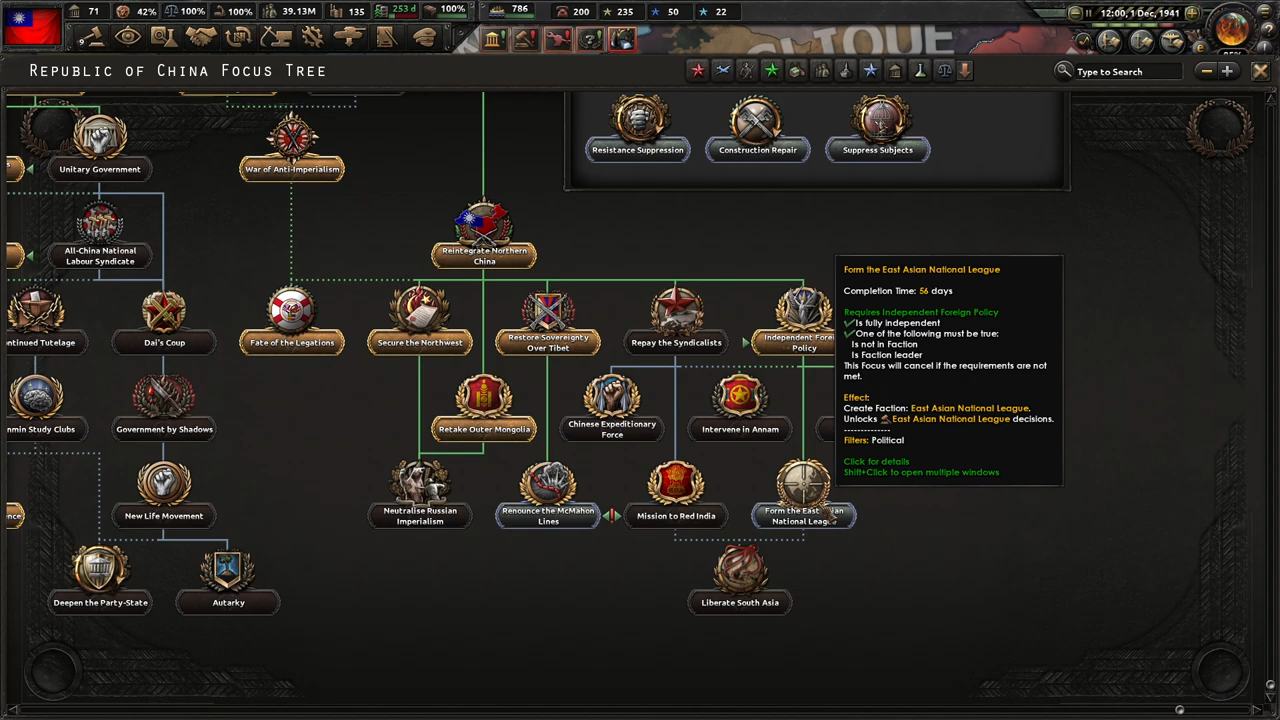 71
42%
100%
100%
39.13M
135
253 d
100%
786
200
235
50
22
12:00, 1 Dec, 1941
9
85%
LIQUE
Republic of China Focus Tree
Type to Search
Resistance Suppression
Construction Repair
Suppress Subjects
Unitary Government
War of Anti-Imperialism
All-China National
Labour Syndicate
Reintegrate Northern
China
ntinued Tutelage
Dai's Coup
Fate of the Legations
Secure the Northwest
Restore Sovereignty
Over Tibet
Repay the Syndicalists
Independent Forei
Policy
nmin Study Clubs
Government by Shadows
Retake Outer Mongolia
Chinese Expeditionary
Force
Intervene in Annam
ence
New Life Movement
Neutralise Russian
Imperialism
Renounce the McMahon
Lines
Mission to Red India
Form the East Asian
National League
Deepen the Party-State
Autarky
Liberate South Asia
Form the East Asian National League
Completion Time: 56 days
Requires Independent Foreign Policy
Is fully independent
One of the following must be true:
Is not in Faction
Is Faction leader
This Focus will cancel if the requirements are not
met.
Effect:
Create Faction: East Asian National League.
Unlocks East Asian National League decisions.
--------------
Filters: Political
Click for details
Shift+Click to open multiple windows